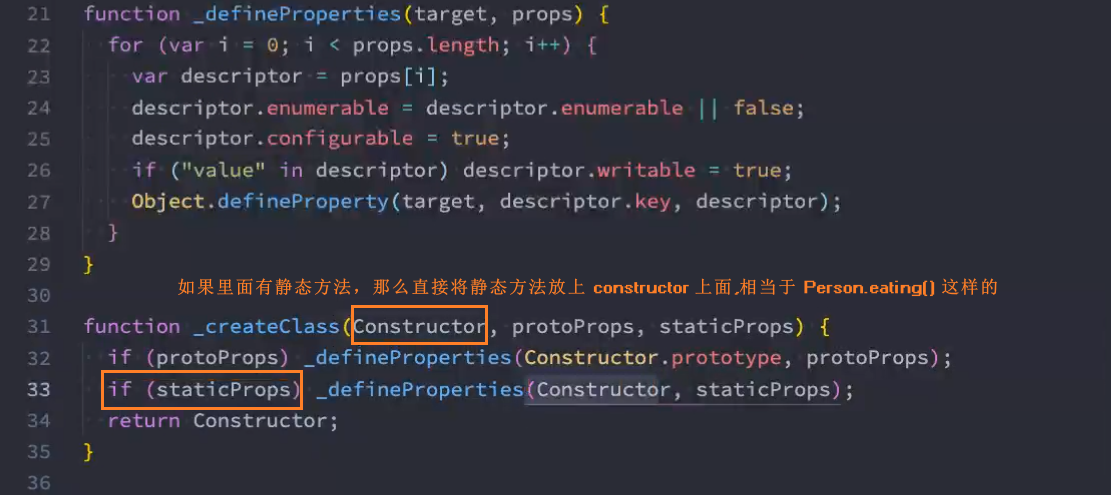 21 function _defineProperties(target, props) {
22 for (var i = 0; i < props.length; i++) {
23 var descriptor = props[i];
24 descriptor.enumerable = descriptor.enumerable || false;
25 descriptor.configurable = true;
26 if ("value" in descriptor) descriptor.writable = true;
27 Object.defineProperty(target, descriptor.key, descriptor);
28 }
29 }
如果里面有静态方法，那么直接将静态方法放上 constructor 上面,相当于 Person.eating() 这样的
30
31 function _createClass(Constructor, protoProps, staticProps) {
32 if (protoProps) _defineProperties(Constructor.prototype, protoProps);
33 if (staticProps) _defineProperties(Constructor, staticProps);
34 return Constructor;
35 }
36